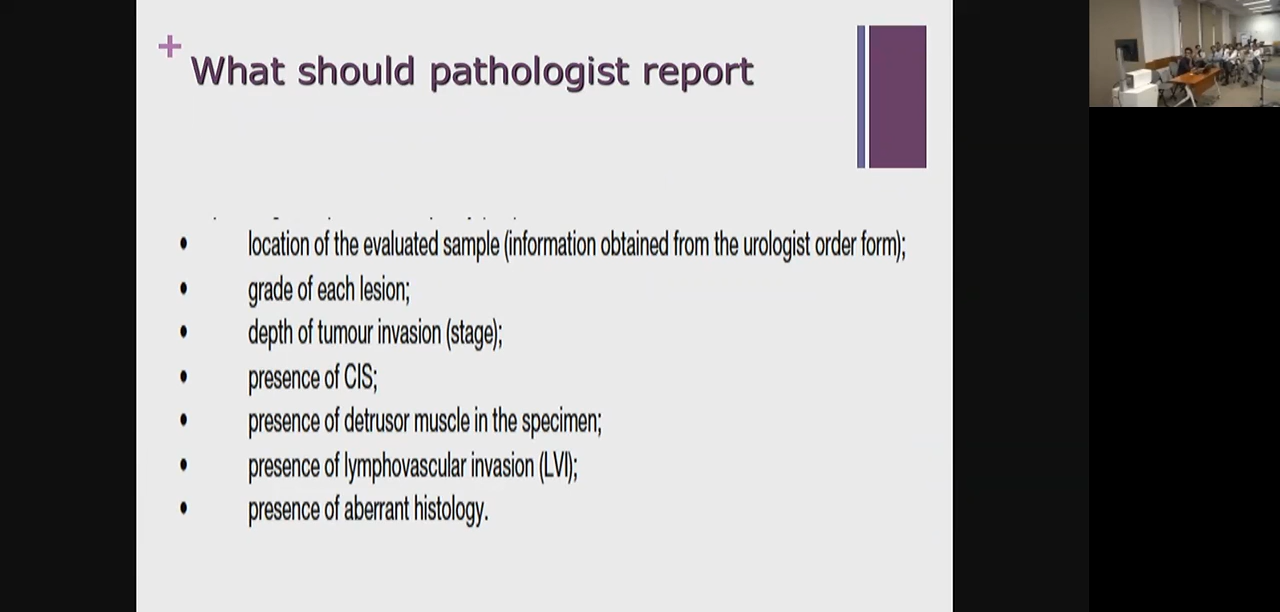 +
What should pathologist report
• location of the evaluated sample (information obtained from the urologist order form);
• grade of each lesion;
• depth of tumour invasion (stage);
• presence of CIS;
• presence of detrusor muscle in the specimen;
• presence of lymphovascular invasion (LVI);
• presence of aberrant histology.